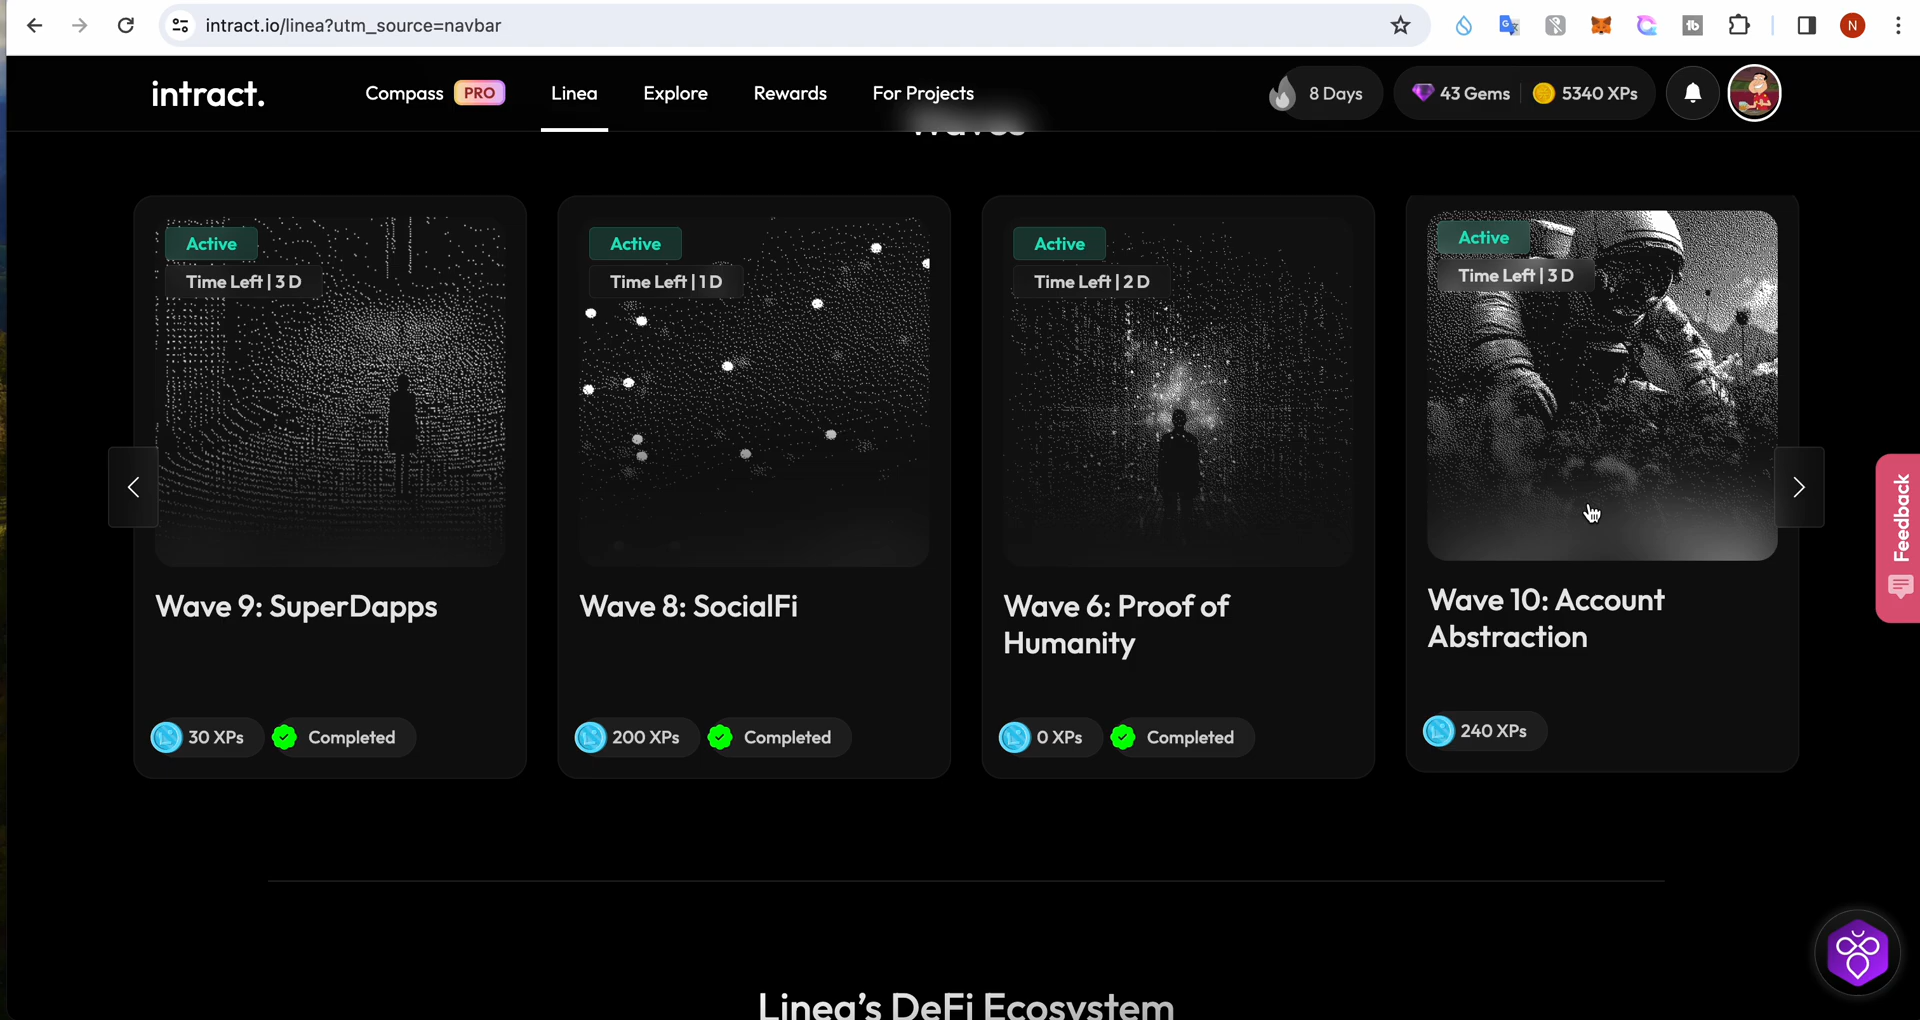 intract.io/linea?utm_source=navbar
N
intract.
Compass PRO
Linea
Explore
Rewards
For Projects
8 Days
43 Gems
5340 XPs
Waves
Active
Time Left | 3 D
Wave 9: SuperDapps
30 XPs
Completed
Active
Time Left | 1 D
Wave 8: SocialFi
200 XPs
Completed
Active
Time Left | 2 D
Wave 6: Proof of
Humanity
0 XPs
Completed
Active
Time Left | 3 D
Wave 10: Account
Abstraction
240 XPs
Feedback
Linea's DeFi Ecosystem